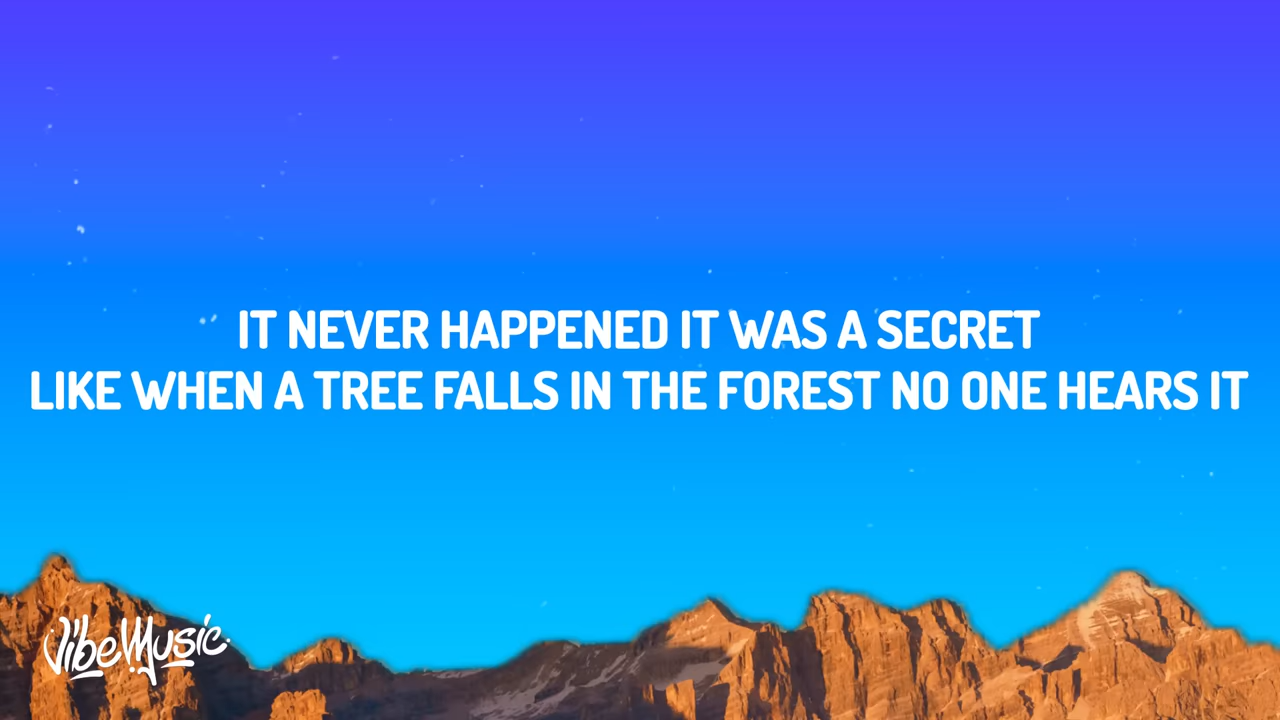 IT NEVER HAPPENED IT WAS A SECRET
LIKE WHEN A TREE FALLS IN THE FOREST NO ONE HEARS IT
VibeMusic